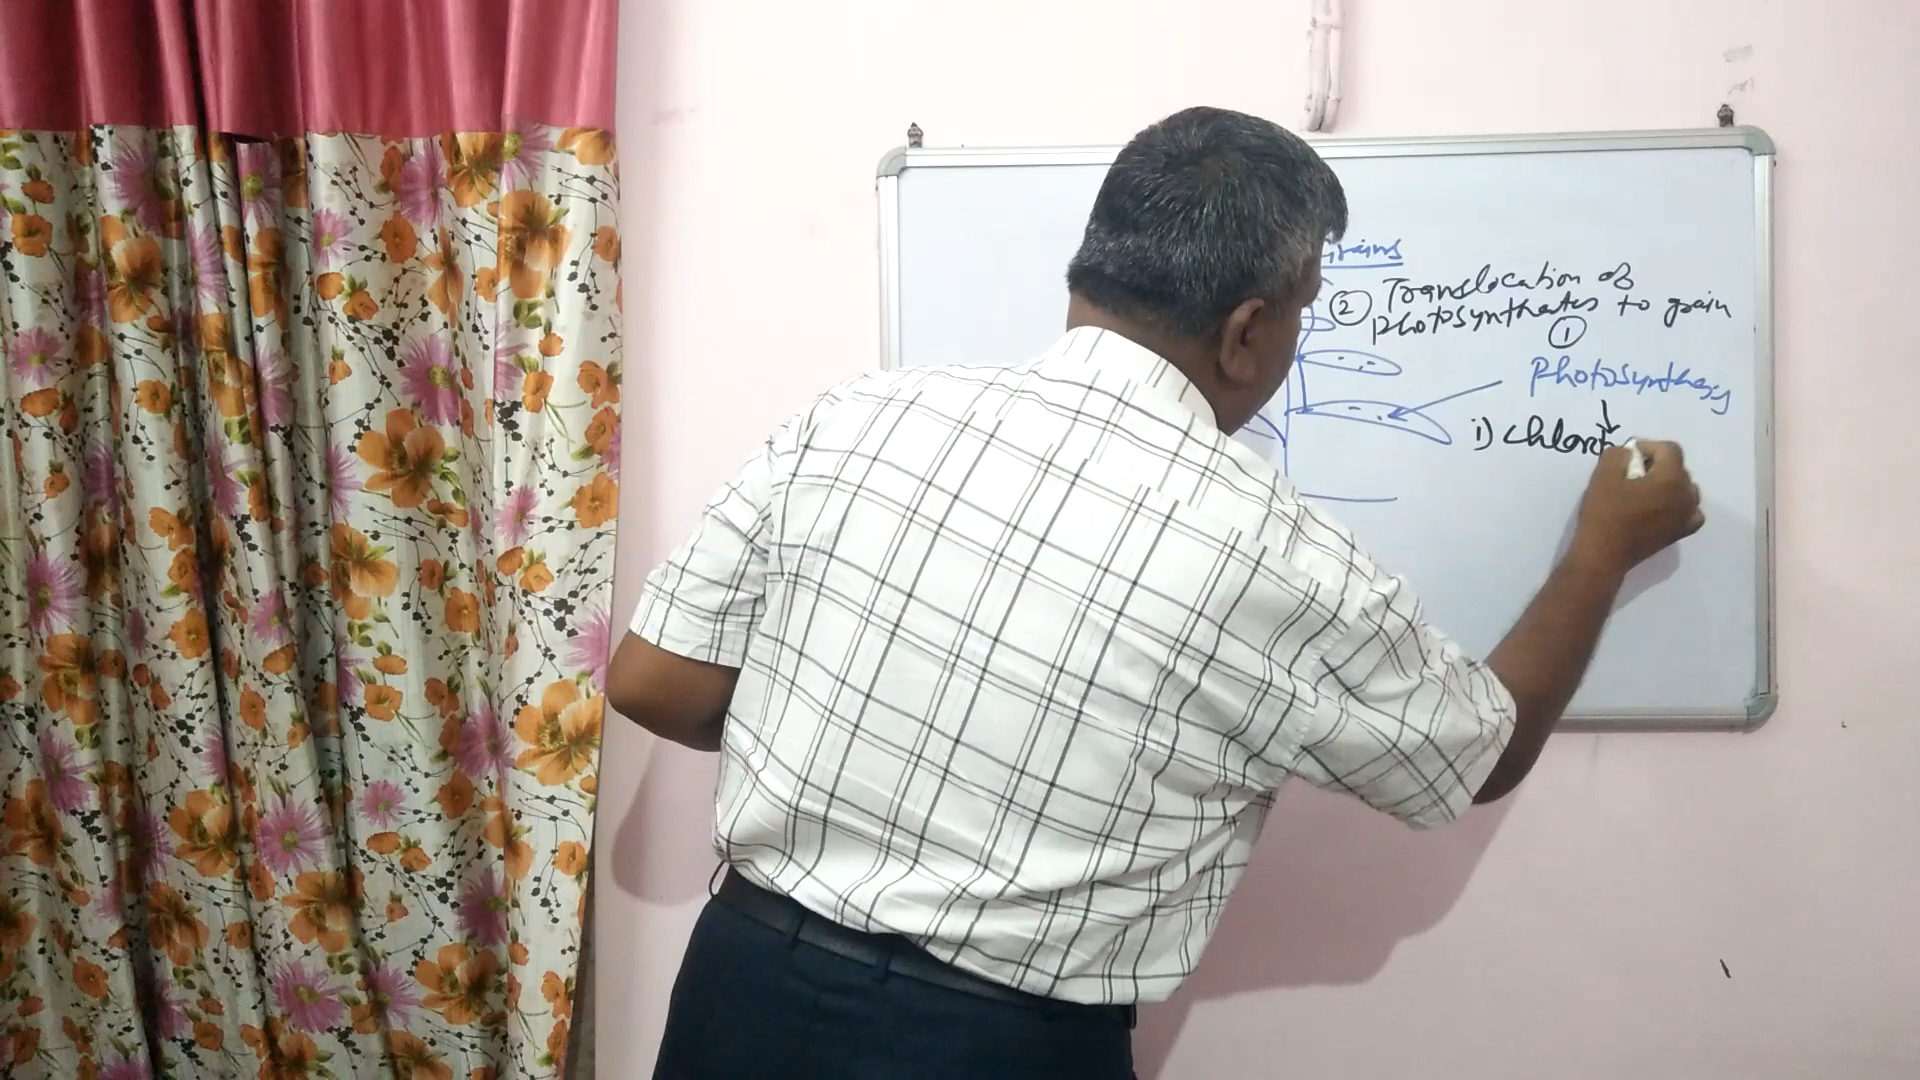 Grains
② Translocation of
photosynthates to grain
①
Photosynthesis
i) chloro